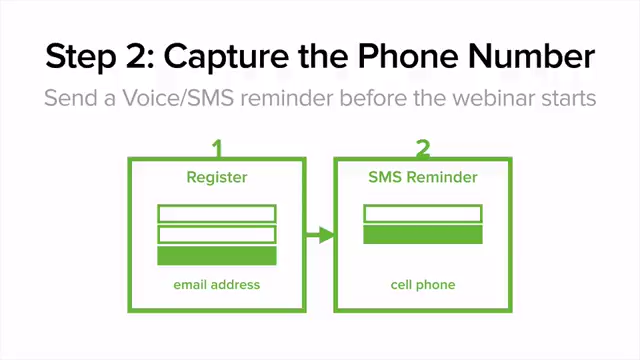 Step 2: Capture the Phone Number
Send a Voice/SMS reminder before the webinar starts
1
Register
email address
2
SMS Reminder
cell phone